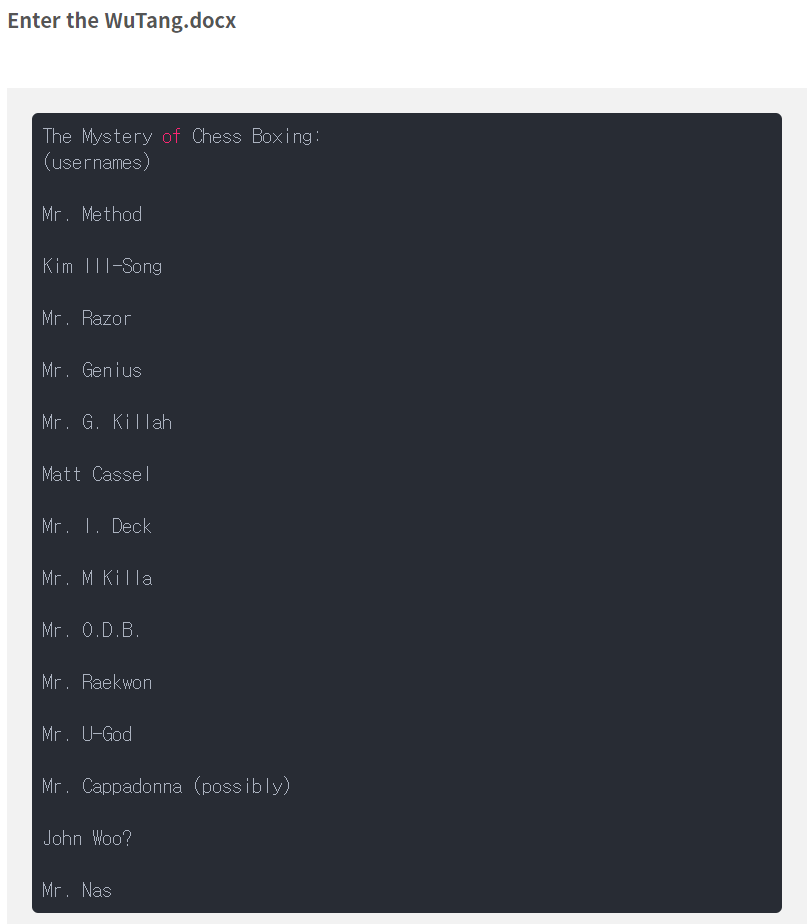 Enter the WuTang.docx
The Mystery of Chess Boxing:
(usernames)
Mr. Method
Kim Ill-Song
Mr. Razor
Mr. Genius
Mr. G. Killah
Matt Cassel
Mr. I. Deck
Mr. M Killa
Mr. O.D.B.
Mr. Raekwon
Mr. U-God
Mr. Cappadonna (possibly)
John Woo?
Mr. Nas